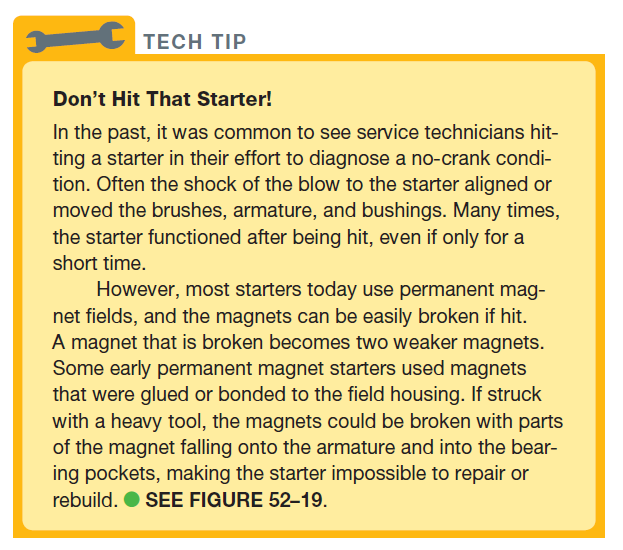 TECH TIP
Don’t Hit That Starter!
In the past, it was common to see service technicians hit-
ting a starter in their effort to diagnose a no-crank condi-
tion. Often the shock of the blow to the starter aligned or
moved the brushes, armature, and bushings. Many times,
the starter functioned after being hit, even if only for a
short time.
However, most starters today use permanent mag-
net fields, and the magnets can be easily broken if hit.
A magnet that is broken becomes two weaker magnets.
Some early permanent magnet starters used magnets
that were glued or bonded to the field housing. If struck
with a heavy tool, the magnets could be broken with parts
of the magnet falling onto the armature and into the bear-
ing pockets, making the starter impossible to repair or
rebuild. ● SEE FIGURE 52–19.